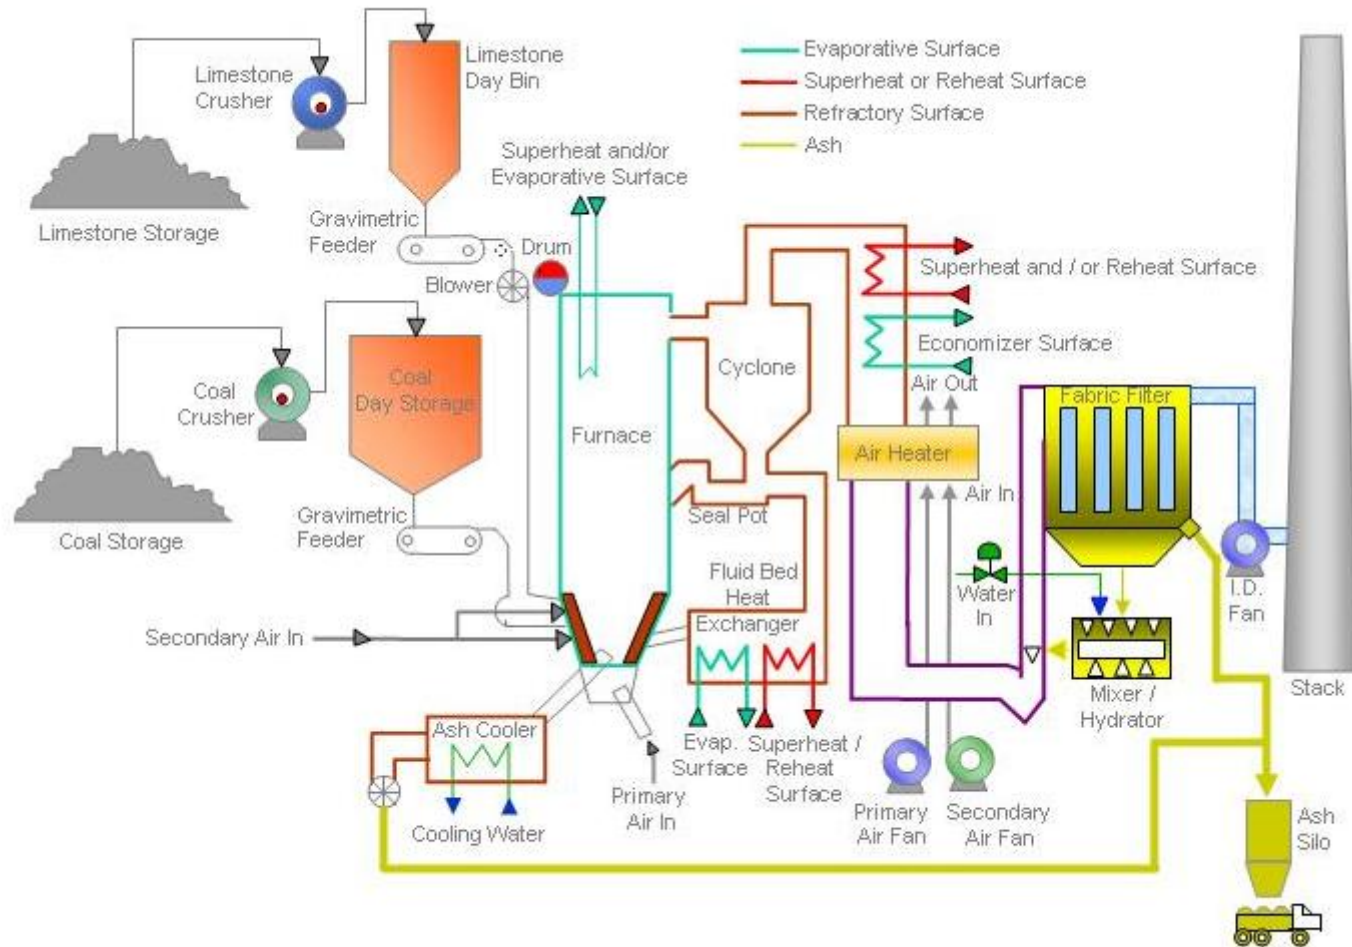 Limestone
Crusher
Limestone
Day Bin
Evaporative Surface
Superheat or Reheat Surface
Refractory Surface
Ash
Superheat and/or
Evaporative Surface
Limestone Storage
Gravimetric
Feeder
Blower
Drum
Superheat and / or Reheat Surface
Economizer Surface
Coal
Crusher
Coal
Day Storage
Cyclone
Air Out
Fabric Filter
Furnace
Air Heater
Air In
Coal Storage
Gravimetric
Feeder
Seal Pot
Fluid Bed
Heat
Exchanger
Water
In
I.D.
Fan
Secondary Air In
Mixer /
Hydrator
Stack
Ash Cooler
Evap.
Surface
Superheat /
Reheat
Surface
Primary
Air In
Cooling Water
Primary
Air Fan
Secondary
Air Fan
Ash
Silo